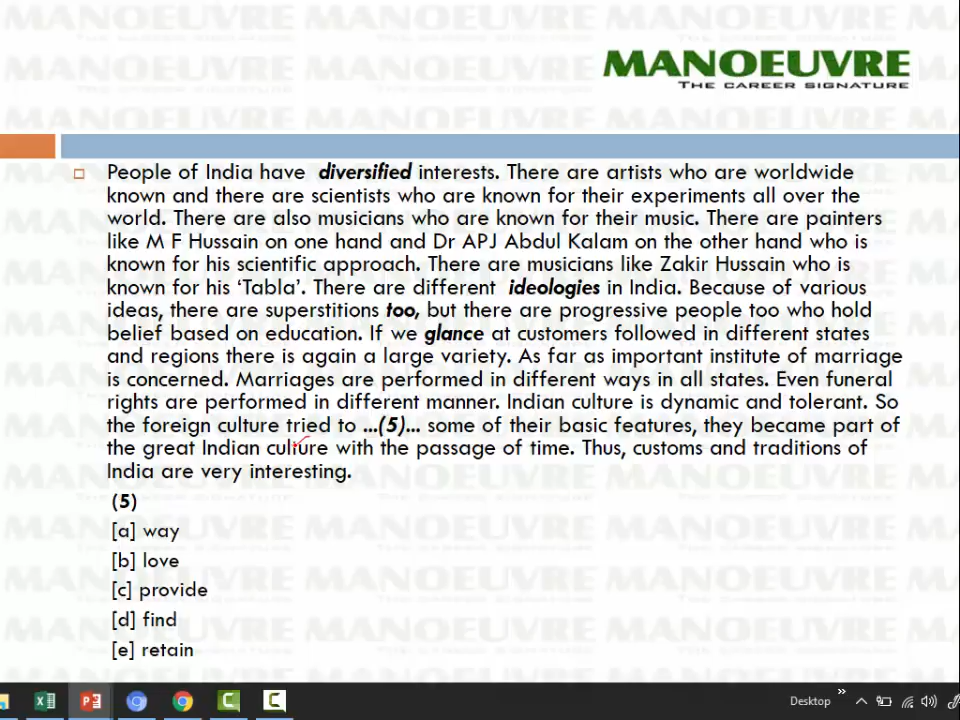 MANOEUVRE
THE CAREER SIGNATURE
People of India have diversified interests. There are artists who are worldwide
known and there are scientists who are known for their experiments all over the
world. There are also musicians who are known for their music. There are painters
like M F Hussain on one hand and Dr APJ Abdul Kalam on the other hand who is
known for his scientific approach. There are musicians like Zakir Hussain who is
known for his ‘Tabla’. There are different ideologies in India. Because of various
ideas, there are superstitions too, but there are progressive people too who hold
belief based on education. If we glance at customers followed in different states
and regions there is again a large variety. As far as important institute of marriage
is concerned. Marriages are performed in different ways in all states. Even funeral
rights are performed in different manner. Indian culture is dynamic and tolerant. So
the foreign culture tried to ...(5)... some of their basic features, they became part of
the great Indian culture with the passage of time. Thus, customs and traditions of
India are very interesting.
(5)
[a] way
[b] love
[c] provide
[d] find
[e] retain
Desktop